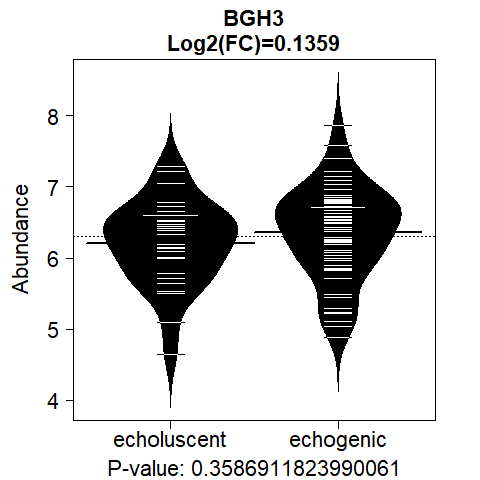 BGH3
Log2(FC)=0.1359
Abundance
8
7
6
5
4
echoluscent
echogenic
P-value: 0.3586911823990061